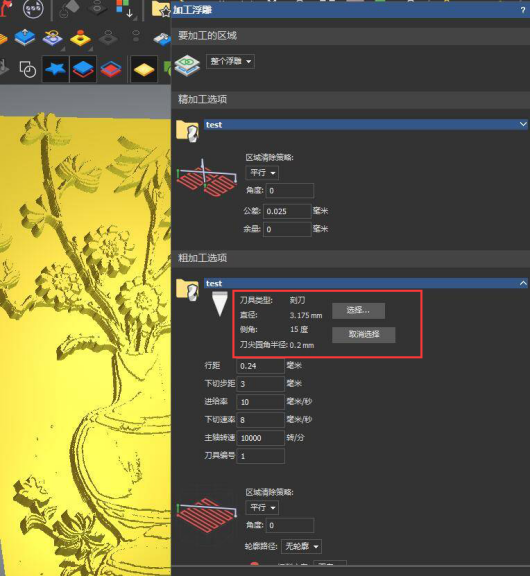 加工浮雕 ?
要加工的区域
整个浮雕
精加工选项
test
区域清除策略:
平行
角度: 0
公差: 0.025 毫米
余量: 0 毫米
粗加工选项
test
刀具类型: 刻刀
直径: 3.175 mm 选择...
侧角: 15 度
取消选择
刀尖圆角半径: 0.2 mm
行距 0.24 毫米
下切步距 3 毫米
进给率 10 毫米/秒
下切速率 8 毫米/秒
主轴转速 10000 转/分
刀具编号 1
区域清除策略:
平行
角度: 0
轮廓路径: 无轮廓